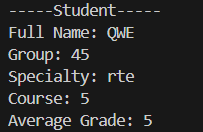 -----Student-----
Full Name: QWE
Group: 45
Specialty: rte
Course: 5
Average Grade: 5